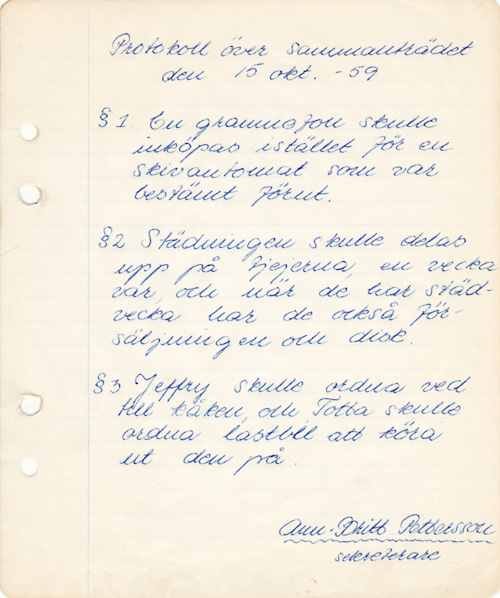 Protokoll över sammanträdet
den 15 okt. -59
§ 1. En grammofon skulle
inköpas istället för en
skivautomat som var
bestämt förut.
§2 Städningen skulle delas
upp på tjejerna, en vecka
var, och när de har städ-
vecka har de också för-
säljningen och disk.
§3 Jeffry skulle ordna ved
till kåken, och Totta skulle
ordna lastbil att köra
ut den på.
Ann-Britt Pettersson
sekreterare